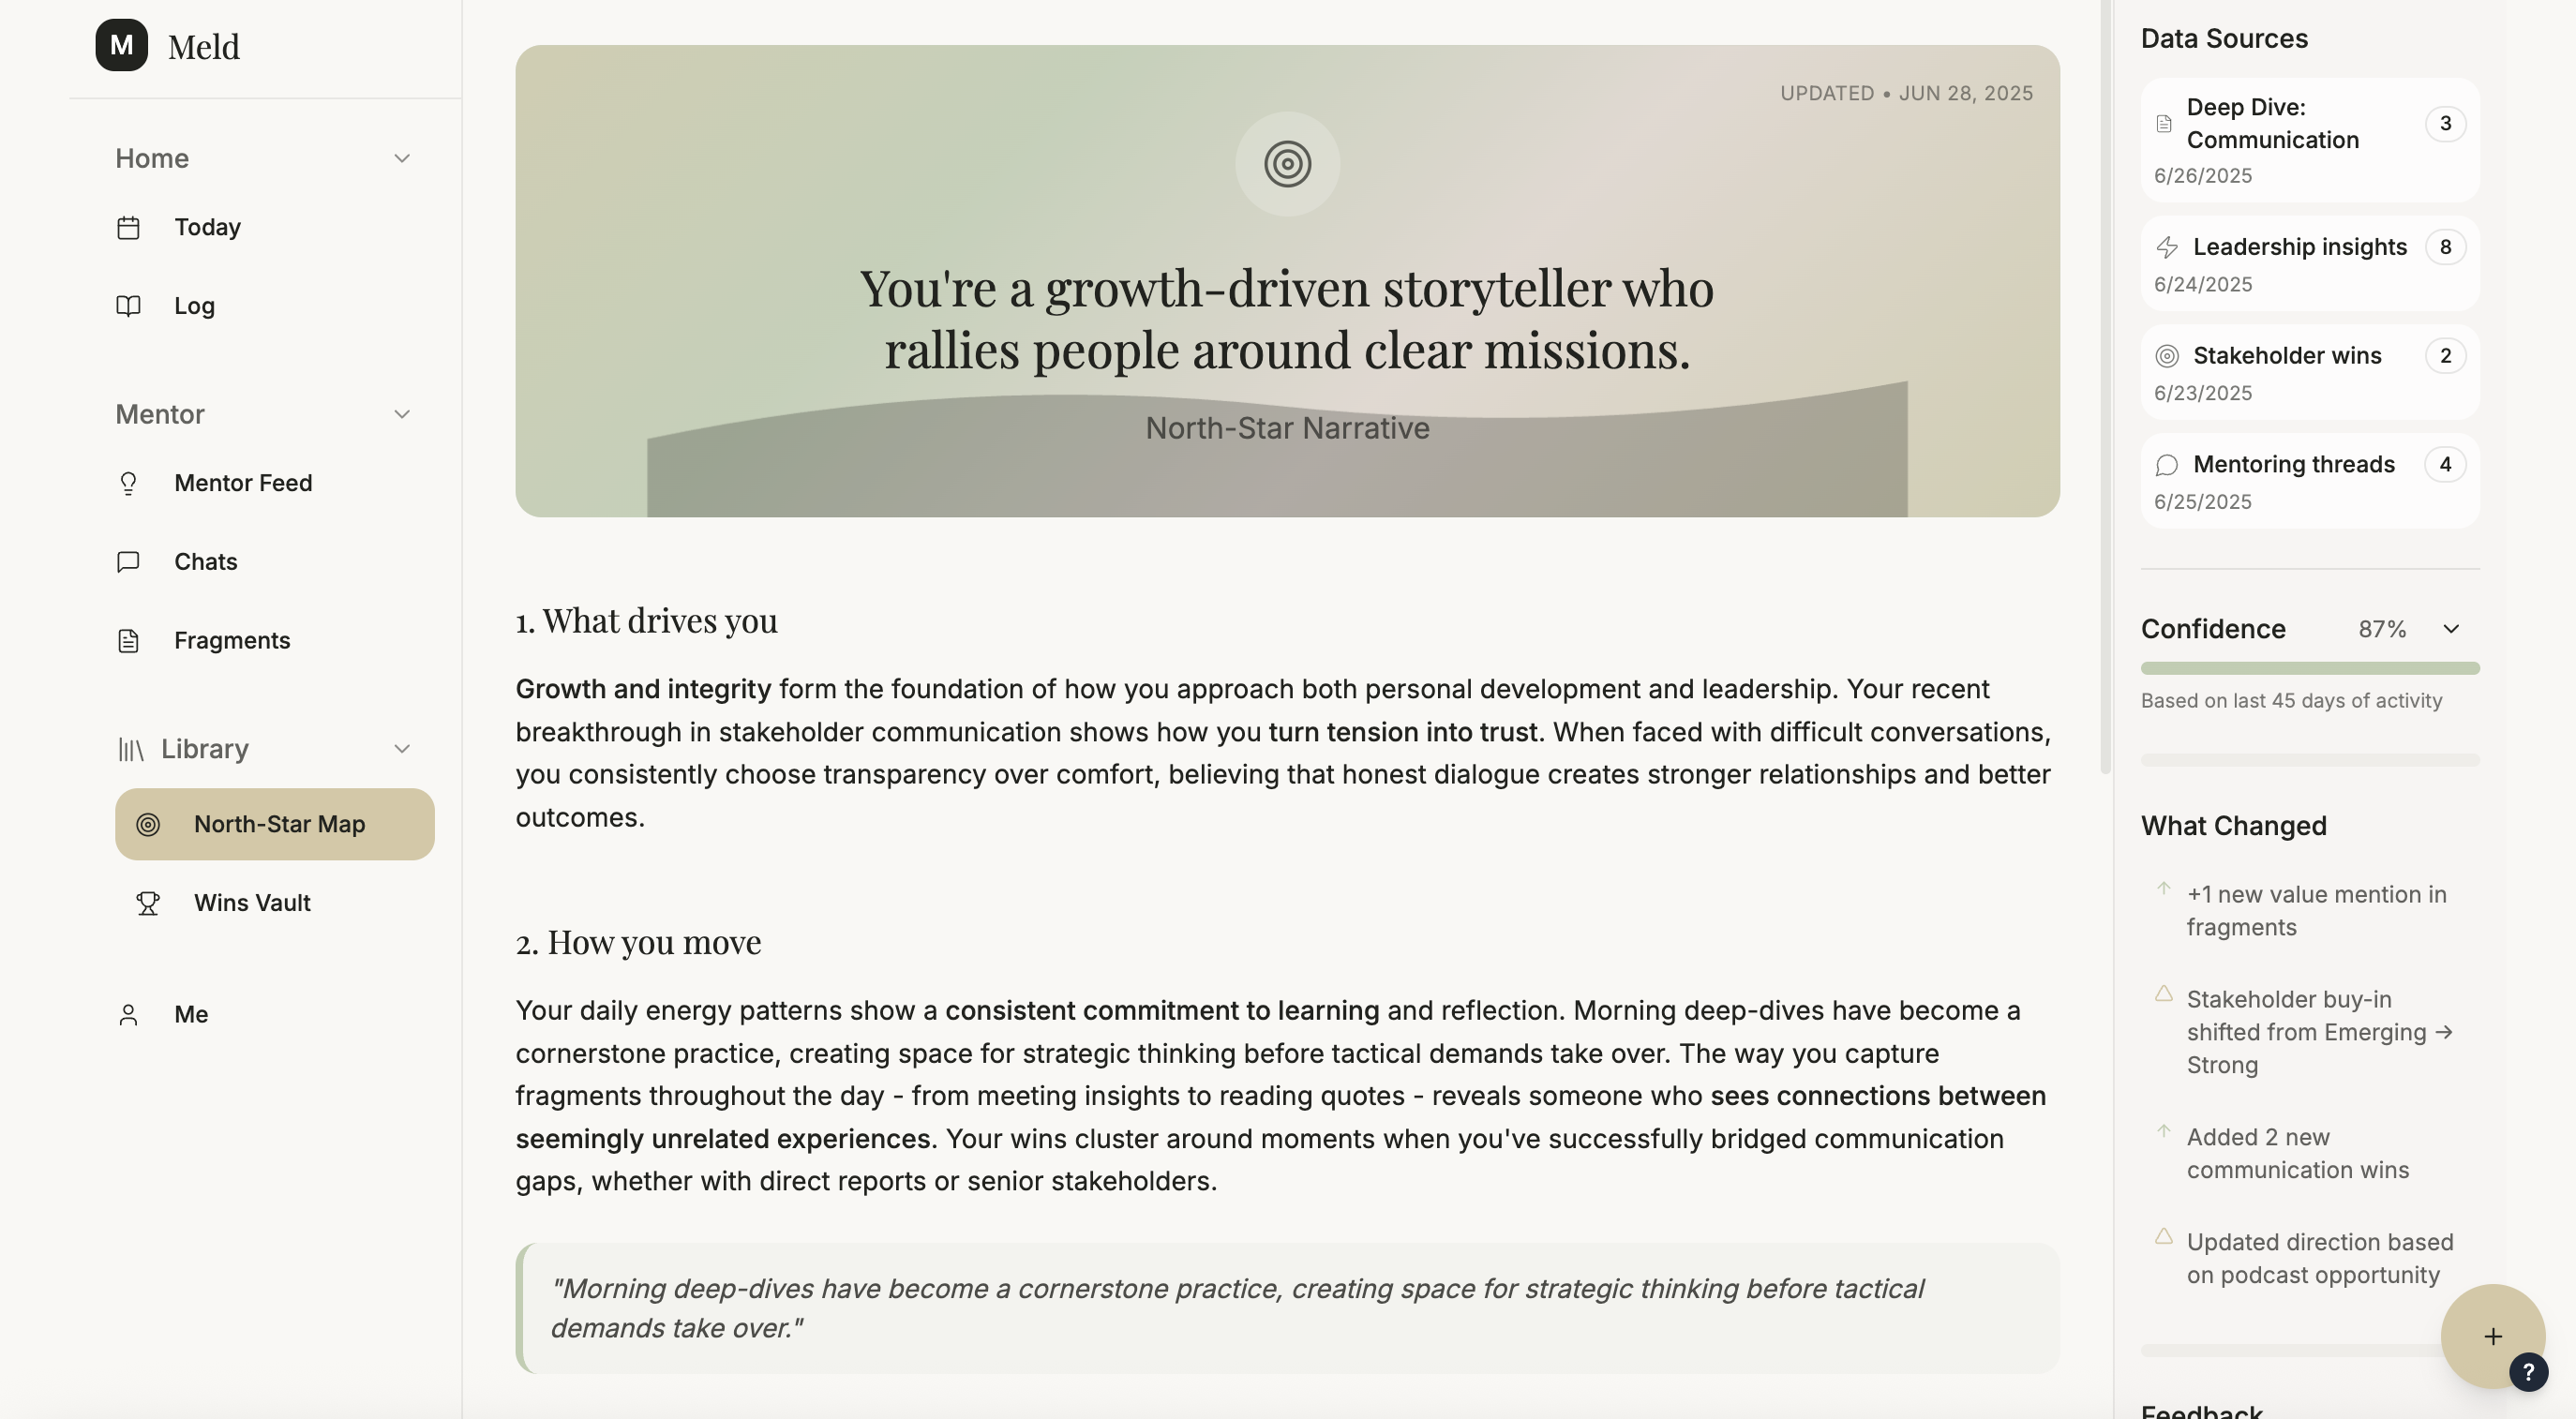 M Meld
Home
Today
Log
Mentor
Mentor Feed
Chats
Fragments
Library
North-Star Map
Wins Vault
Me
UPDATED • JUN 28, 2025
You're a growth-driven storyteller who
rallies people around clear missions.
North-Star Narrative
1. What drives you
Growth and integrity form the foundation of how you approach both personal development and leadership. Your recent
breakthrough in stakeholder communication shows how you turn tension into trust. When faced with difficult conversations,
you consistently choose transparency over comfort, believing that honest dialogue creates stronger relationships and better
outcomes.
2. How you move
Your daily energy patterns show a consistent commitment to learning and reflection. Morning deep-dives have become a
cornerstone practice, creating space for strategic thinking before tactical demands take over. The way you capture
fragments throughout the day - from meeting insights to reading quotes - reveals someone who sees connections between
seemingly unrelated experiences. Your wins cluster around moments when you've successfully bridged communication
gaps, whether with direct reports or senior stakeholders.
"Morning deep-dives have become a cornerstone practice, creating space for strategic thinking before tactical
demands take over."
Data Sources
Deep Dive:
Communication
3
6/26/2025
Leadership insights 8
6/24/2025
Stakeholder wins 2
6/23/2025
Mentoring threads 4
6/25/2025
Confidence 87%
Based on last 45 days of activity
What Changed
+1 new value mention in
fragments
Stakeholder buy-in
shifted from Emerging →
Strong
Added 2 new
communication wins
Updated direction based
on podcast opportunity
+
?
Feedback